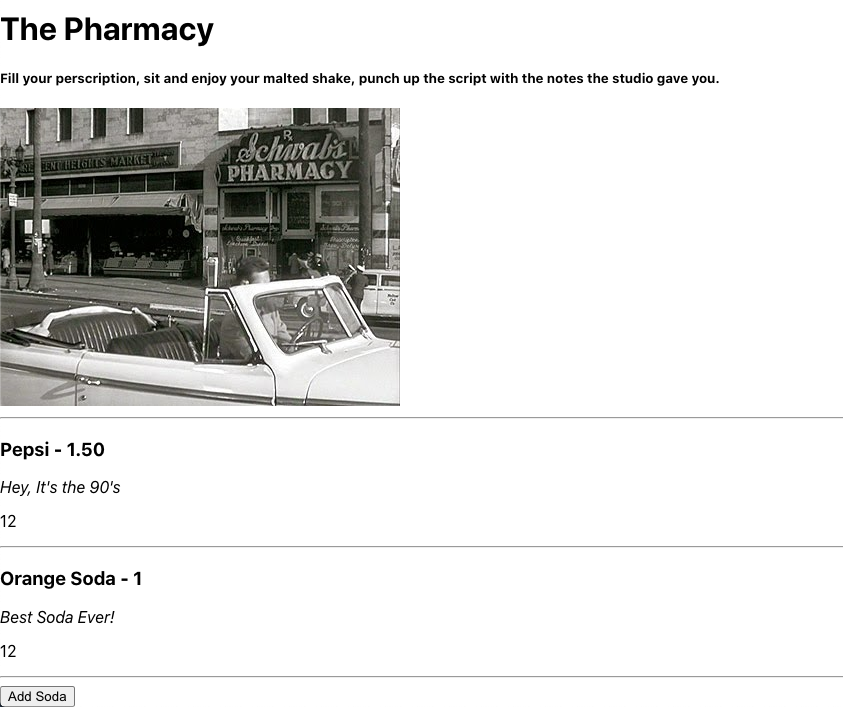 The Pharmacy
Fill your perscription, sit and enjoy your malted shake, punch up the script with the notes the studio gave you.
HEIGHTS MARKET
Schwab's
PHARMACY
Pepsi - 1.50
Hey, It's the 90's
12
Orange Soda - 1
Best Soda Ever!
12
Add Soda